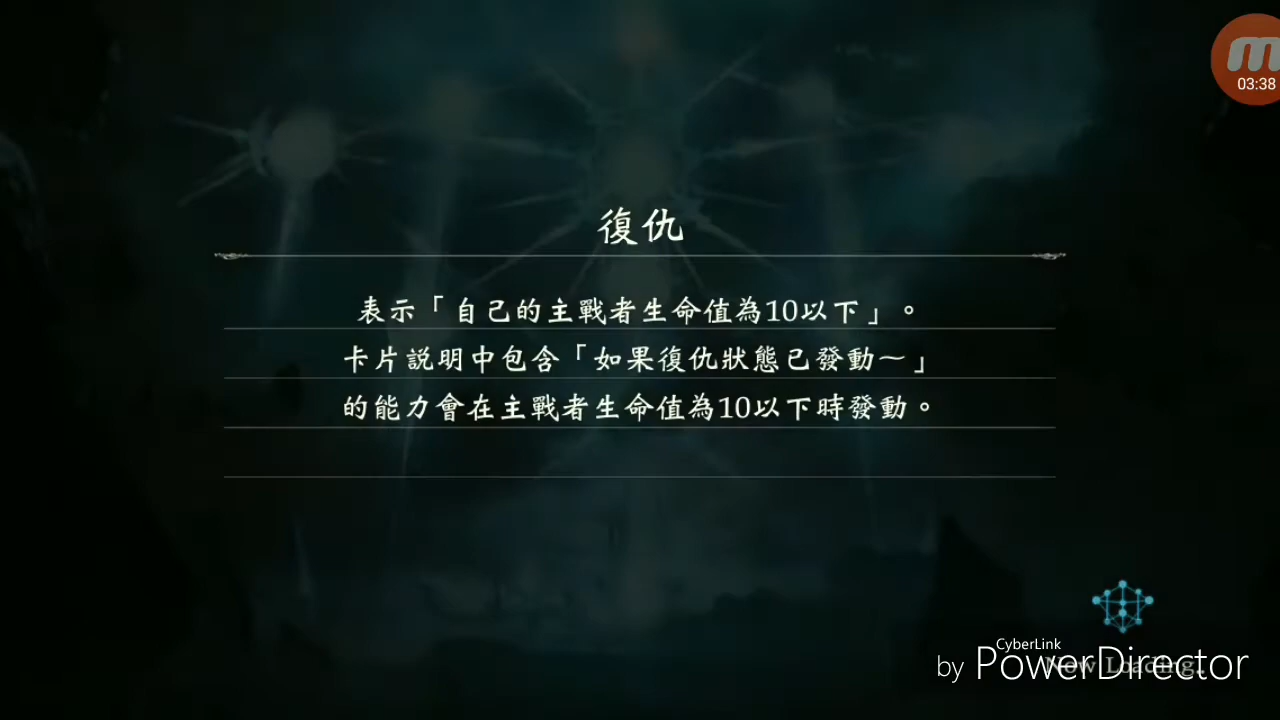 03:38
復仇
表示「自己的主戰者生命值為10以下」。
卡片説明中包含「如果復仇狀態已發動～」
的能力會在主戰者生命值為10以下時發動。
CyberLink
by PowerDirector
Now Loading..